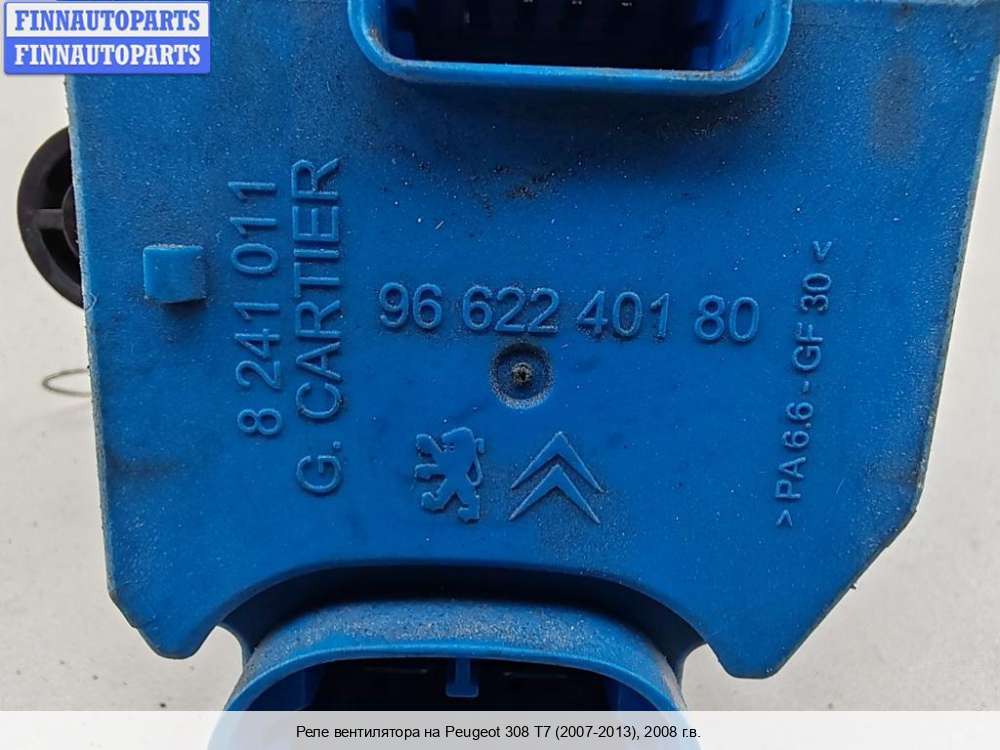 FINNAUTOPARTS
FINNAUTOPARTS
8 241 011
G. CARTIER
96 622 401 80
>PA 6.6 - GF 30<
Реле вентилятора на Peugeot 308 T7 (2007-2013), 2008 г.в.